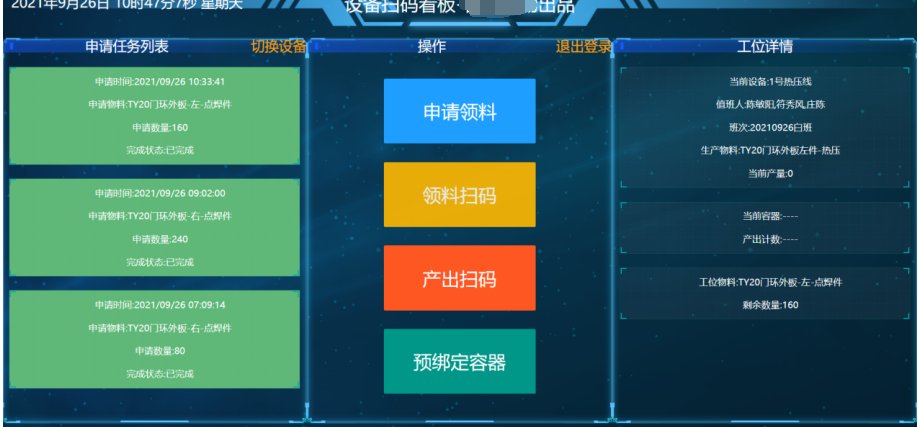 2021年9月26日 10时47分7秒 星期天
设备扫码看板·
出品
申请任务列表
切换设备
申请时间:2021/09/26 10:33:41
申请物料:TY20门环外板-左-点焊件
申请数量:160
完成状态:已完成
申请时间:2021/09/26 09:02:00
申请物料:TY20门环外板-右-点焊件
申请数量:240
完成状态:已完成
申请时间:2021/09/26 07:09:14
申请物料:TY20门环外板-右-点焊件
申请数量:80
完成状态:已完成
操作
退出登录
申请领料
领料扫码
产出扫码
预绑定容器
工位详情
当前设备:1号热压线
值班人:陈敏阳,符秀风,庄陈
班次:20210926白班
生产物料:TY20门环外板左件-热压
当前产量:0
当前容器:----
产出计数:----
工位物料:TY20门环外板-左-点焊件
剩余数量:160